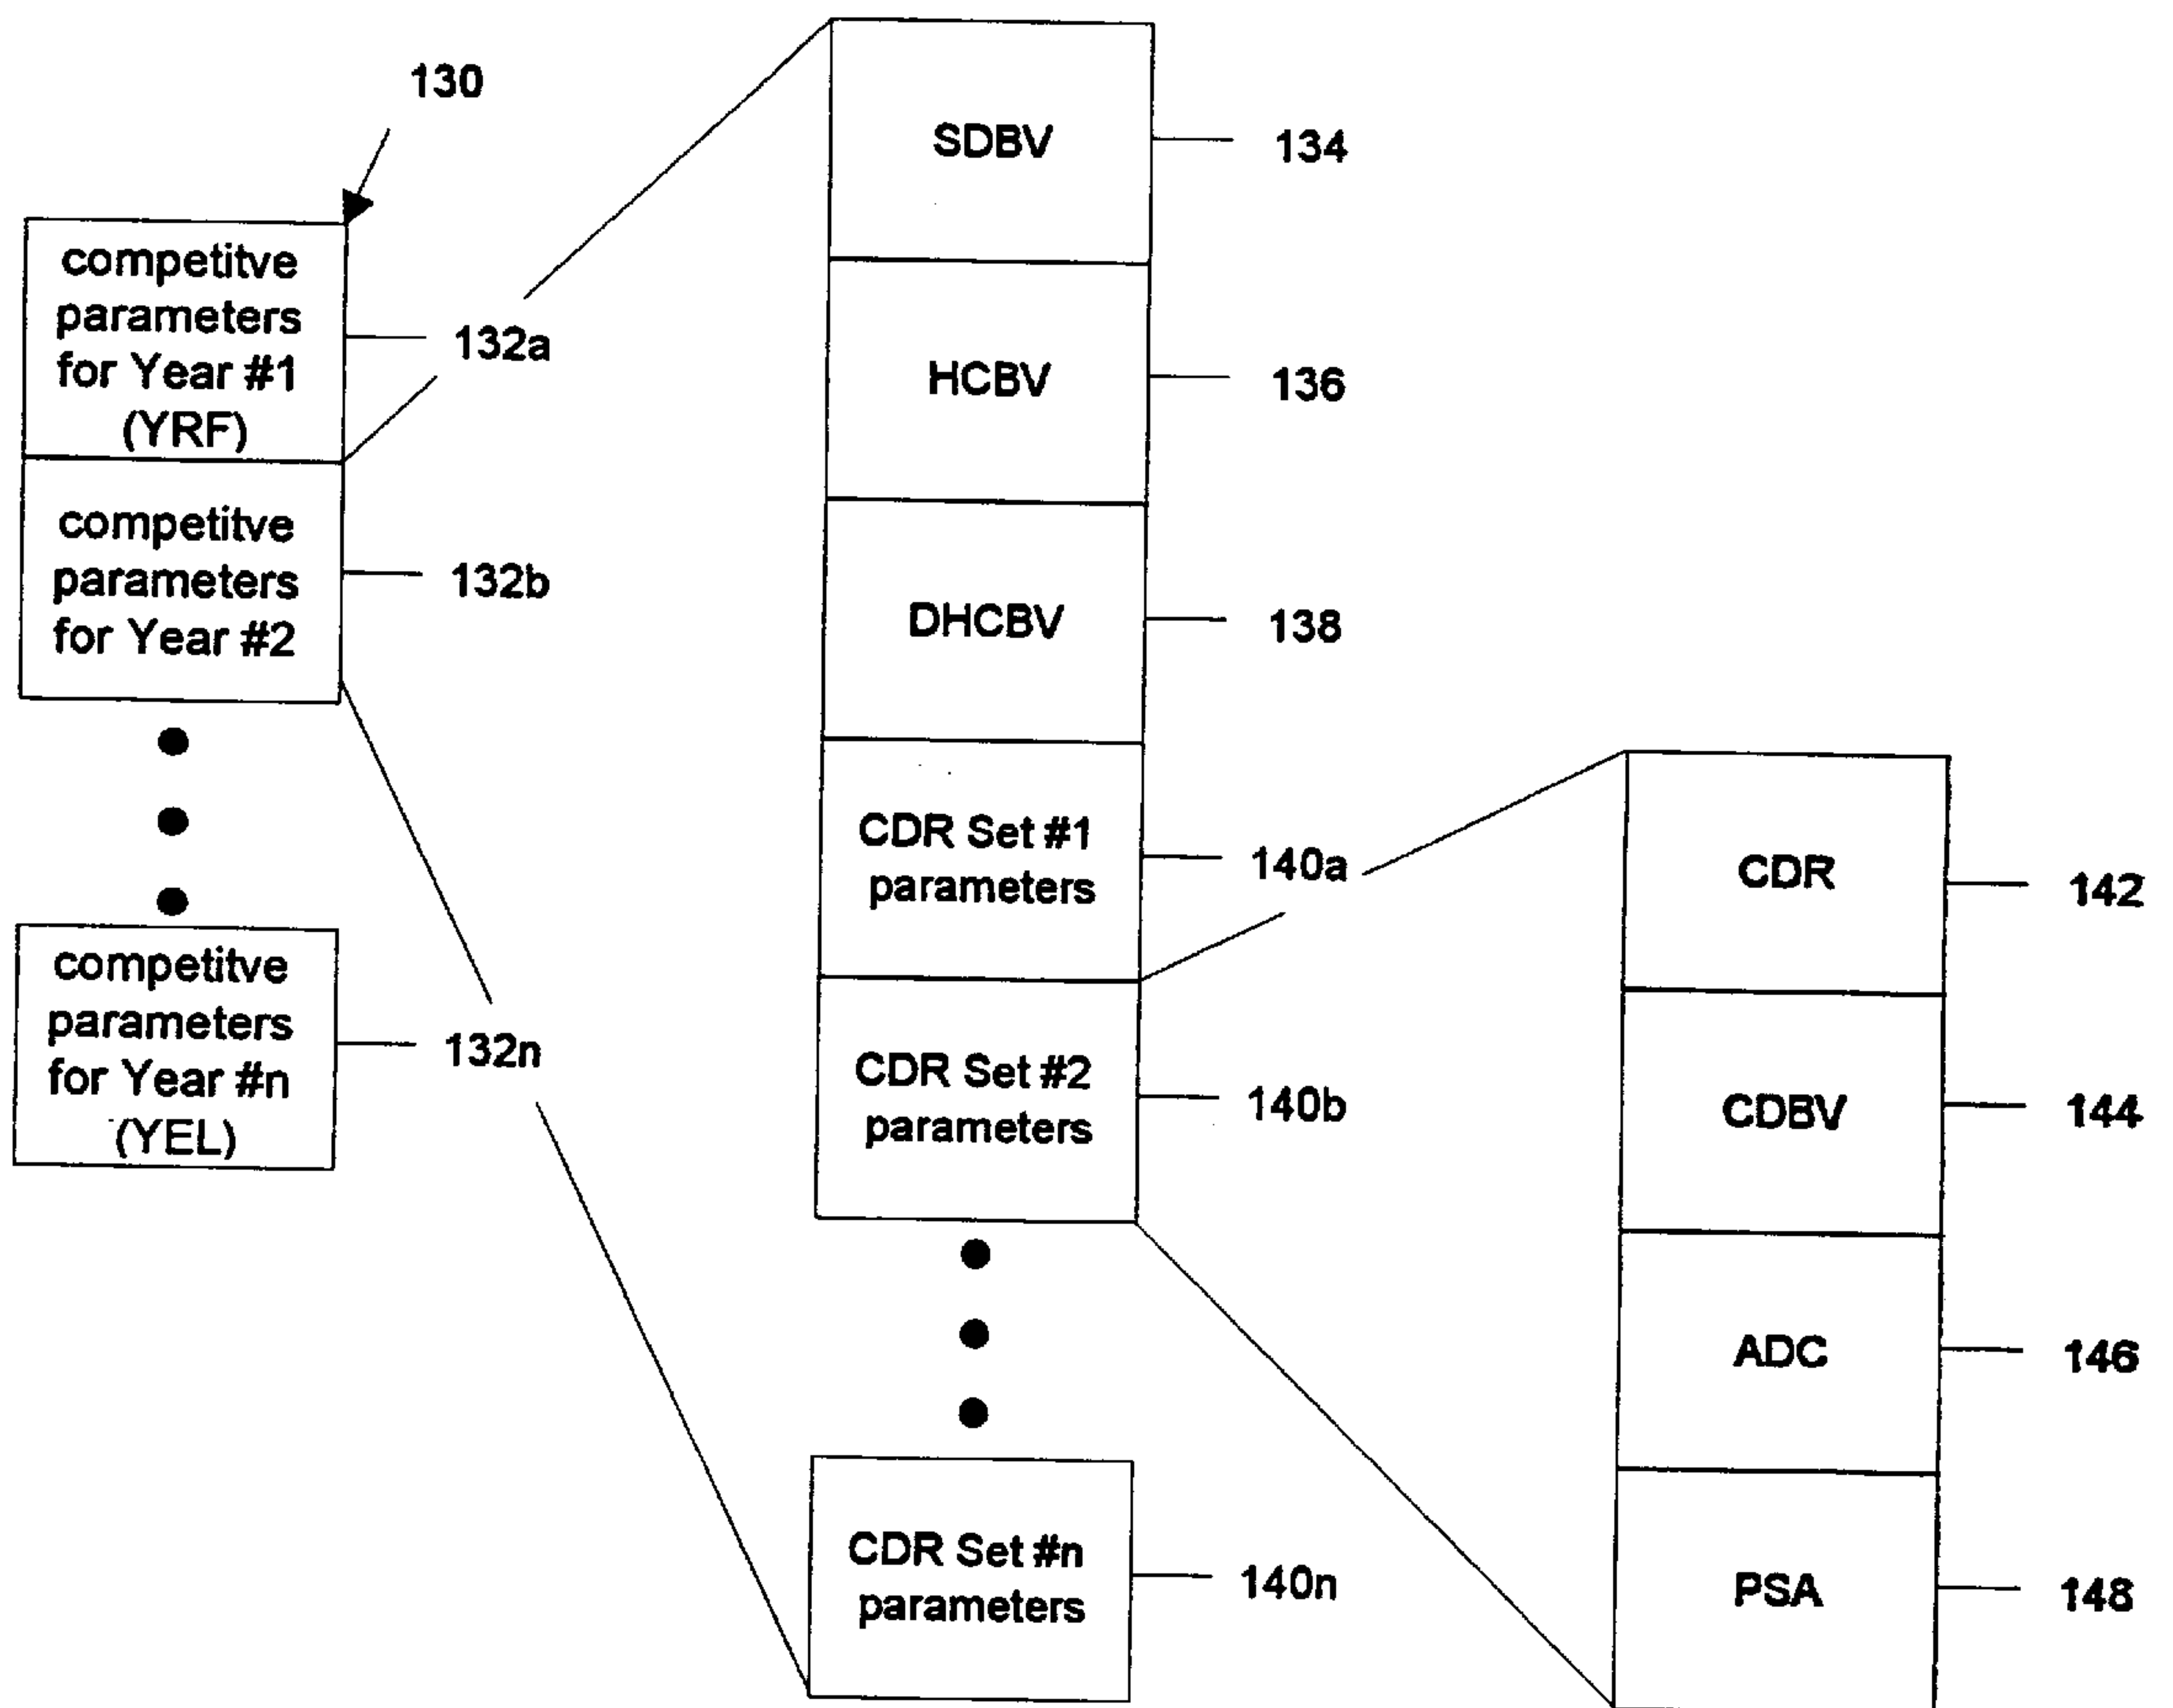 130
competitve
parameters
for Year #1
(YRF)
132a
competitve
parameters
for Year #2
132b
competitve
parameters
for Year #n
(YEL)
132n
SDBV
134
HCBV
136
DHCBV
138
CDR Set #1
parameters
140a
CDR Set #2
parameters
140b
CDR Set #n
parameters
140n
CDR
142
CDBV
144
ADC
146
PSA
148